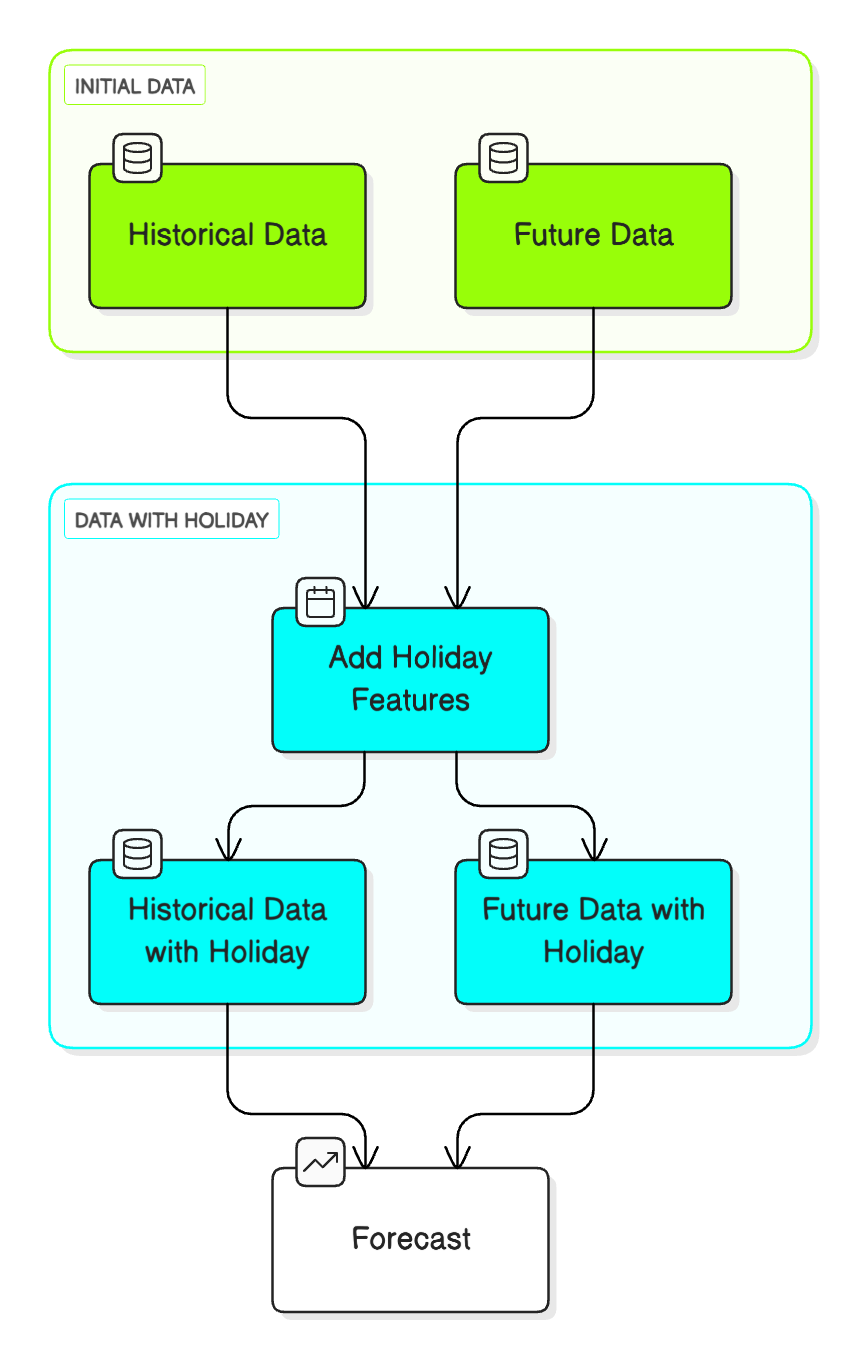 INITIAL DATA
Historical Data
Future Data
DATA WITH HOLIDAY
Add Holiday
Features
Historical Data
with Holiday
Future Data with
Holiday
Forecast